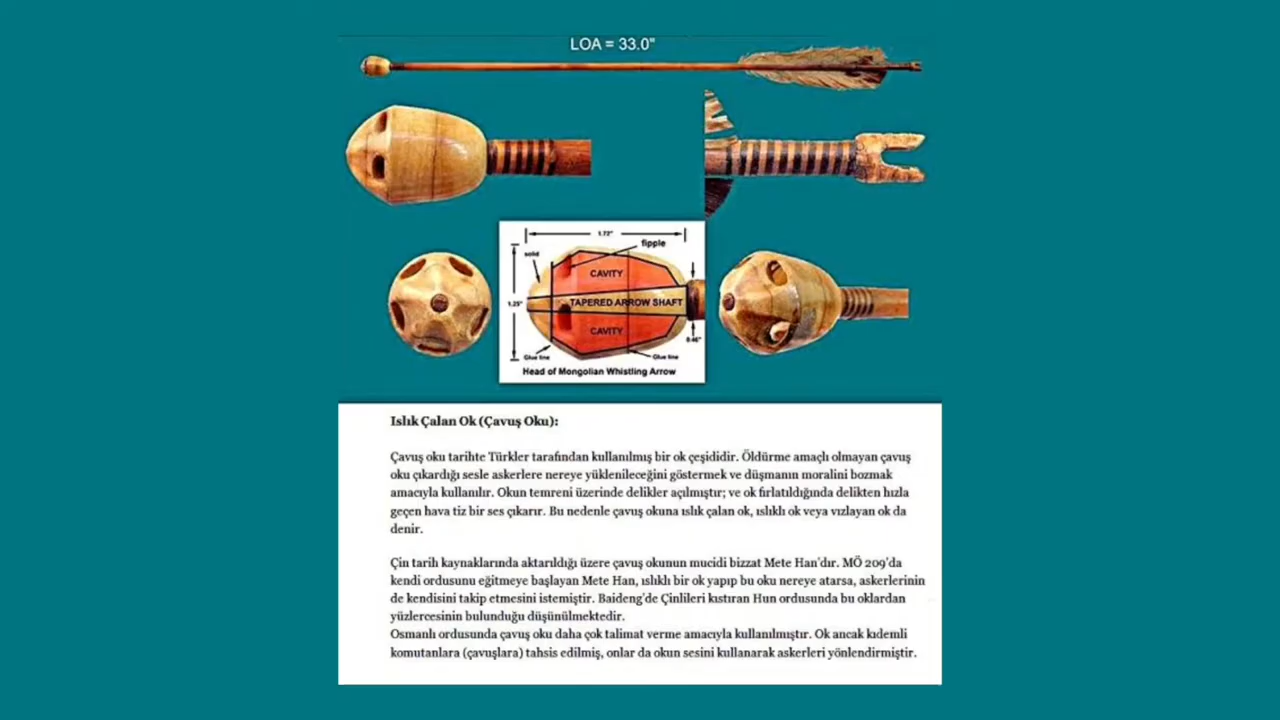 LOA = 33.0"
1.72"
fipple
solid
CAVITY
1.25"
TAPERED ARROW SHAFT
CAVITY
0.46"
Glue line
Glue line
Head of Mongolian Whistling Arrow
Islık Çalan Ok (Çavuş Oku):
Çavuş oku tarihte Türkler tarafından kullanılmış bir ok çeşididir. Öldürme amaçlı olmayan çavuş
oku çıkardığı sesle askerlere nereye yüklenileceğini göstermek ve düşmanın moralini bozmak
amacıyla kullanılır. Okun temreni üzerinde delikler açılmıştır; ve ok fırlatıldığında delikten hızla
geçen hava tiz bir ses çıkarır. Bu nedenle çavuş okuna ıslık çalan ok, ıslıklı ok veya vızlayan ok da
denir.
Çin tarih kaynaklarında aktarıldığı üzere çavuş okunun mucidi bizzat Mete Han'dır. MÖ 209'da
kendi ordusunu eğitmeye başlayan Mete Han, ıslıklı bir ok yapıp bu oku nereye atarsa, askerlerinin
de kendisini takip etmesini istemiştir. Baideng'de Çinlileri kıstıran Hun ordusunda bu oklardan
yüzlercesinin bulunduğu düşünülmektedir.
Osmanlı ordusunda çavuş oku daha çok talimat verme amacıyla kullanılmıştır. Ok ancak kıdemli
komutanlara (çavuşlara) tahsis edilmiş, onlar da okun sesini kullanarak askerleri yönlendirmiştir.